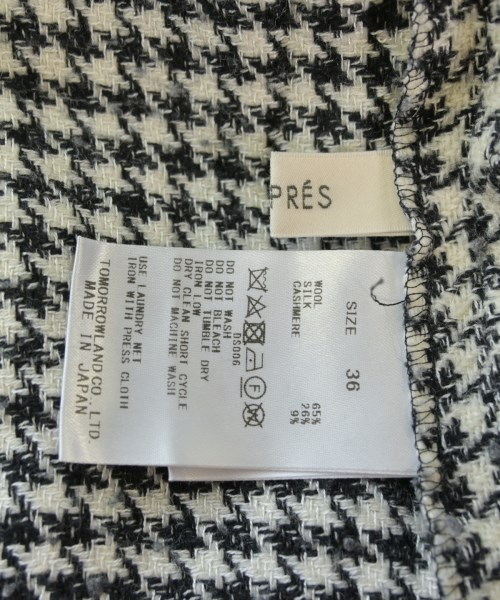 PRÉS
SIZE 36
WOOL 65%
SILK 26%
CASHMERE 9%
DS006
DO NOT WASH
DO NOT BLEACH
DO NOT TUMBLE DRY
IRON LOW
DRY CLEAN SHORT CYCLE
DO NOT MACHINE WASH
USE LAUNDRY NET
IRON WITH PRESS CLOTH
TOMORROWLAND CO., LTD.
MADE IN JAPAN